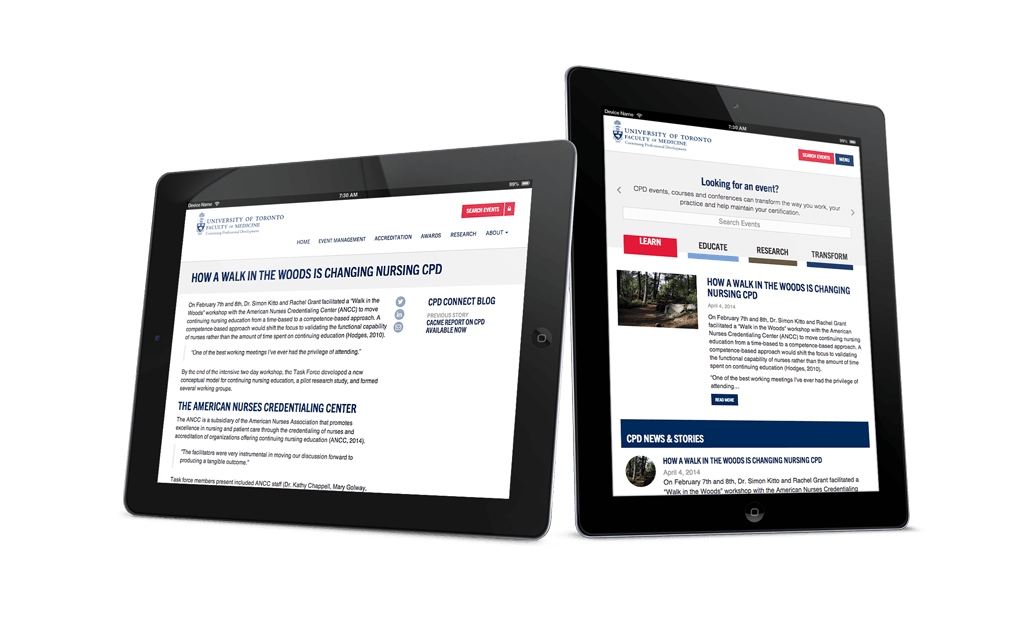 Device Name
7:30 AM
99%
UNIVERSITY OF TORONTO
FACULTY OF MEDICINE
Continuing Professional Development
SEARCH EVENTS
HOME EVENT MANAGEMENT ACCREDITATION AWARDS RESEARCH ABOUT
HOW A WALK IN THE WOODS IS CHANGING NURSING CPD
On February 7th and 8th, Dr. Simon Kitto and Rachel Grant facilitated a "Walk in the
Woods" workshop with the American Nurses Credentialing Center (ANCC) to move
continuing nursing education from a time-based to a competence-based approach. A
competence-based approach would shift the focus to validating the functional capability
of nurses rather than the amount of time spent on continuing education (Hodges, 2010).
"One of the best working meetings I've ever had the privilege of attending."
By the end of the intensive two day workshop, the Task Force developed a new
conceptual model for continuing nursing education, a pilot research study, and formed
several working groups.
THE AMERICAN NURSES CREDENTIALING CENTER
The ANCC is a subsidiary of the American Nurses Association that promotes
excellence in nursing and patient care through the credentialing of nurses and
accreditation of organizations offering continuing nursing education (ANCC, 2014).
"The facilitators were very instrumental in moving our discussion forward to
producing a tangible outcome."
Task force members present included ANCC staff (Dr. Kathy Chappell, Mary Golway,
CPD CONNECT BLOG
PREVIOUS STORY
CACME REPORT ON CPD
AVAILABLE NOW
Device Name
7:30 AM
99%
UNIVERSITY OF TORONTO
FACULTY OF MEDICINE
Continuing Professional Development
SEARCH EVENTS MENU
Looking for an event?
CPD events, courses and conferences can transform the way you work, your
practice and help maintain your certification.
Search Events
LEARN EDUCATE RESEARCH TRANSFORM
HOW A WALK IN THE WOODS IS CHANGING
NURSING CPD
April 4, 2014
On February 7th and 8th, Dr. Simon Kitto and Rachel Grant
facilitated a "Walk in the Woods" workshop with the American
Nurses Credentialing Center (ANCC) to move continuing nursing
education from a time-based to a competence-based approach. A
competence-based approach would shift the focus to validating
the functional capability of nurses rather than the amount of time
spent on continuing education (Hodges, 2010).
"One of the best working meetings I've ever had the privilege of
attending...
READ MORE
CPD NEWS & STORIES
HOW A WALK IN THE WOODS IS CHANGING NURSING CPD
April 4, 2014
On February 7th and 8th, Dr. Simon Kitto and Rachel Grant facilitated a
"Walk in the Woods" workshop with the American Nurses Credentialing